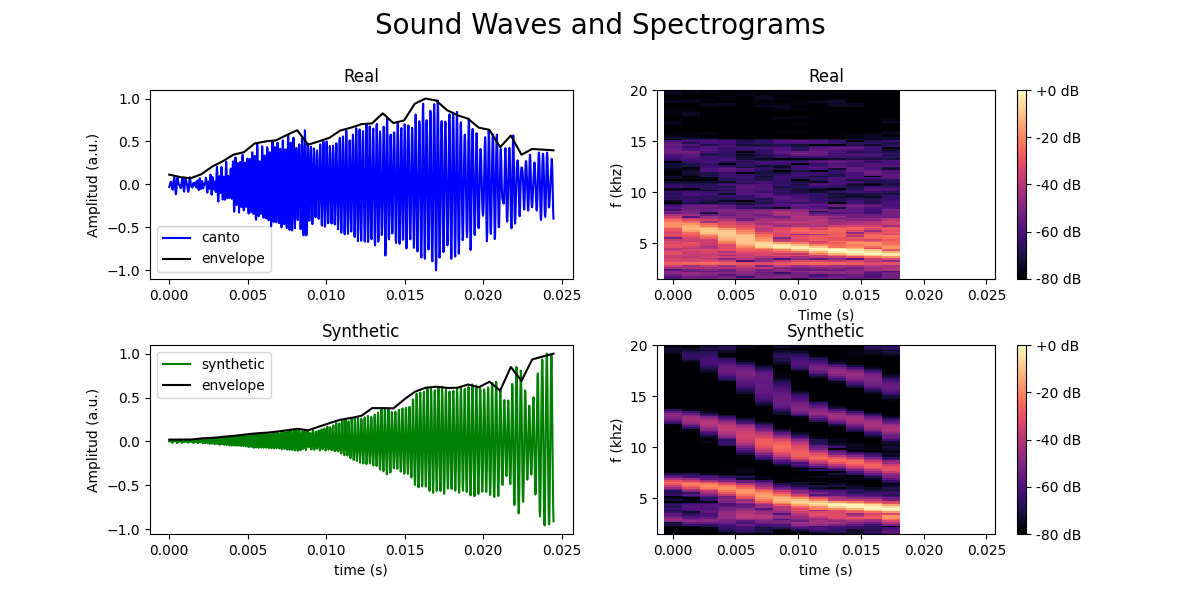 Sound Waves and Spectrograms
Real
Amplitud (a.u.)
1.0
0.5
0.0
−0.5
−1.0
canto
envelope
0.000 0.005 0.010 0.015 0.020 0.025
Real
f (khz)
20
15
10
5
0.000 0.005 0.010 0.015 0.020 0.025
Time (s)
+0 dB
-20 dB
-40 dB
-60 dB
-80 dB
Synthetic
Amplitud (a.u.)
1.0
0.5
0.0
−0.5
−1.0
synthetic
envelope
0.000 0.005 0.010 0.015 0.020 0.025
time (s)
Synthetic
f (khz)
20
15
10
5
0.000 0.005 0.010 0.015 0.020 0.025
time (s)
+0 dB
-20 dB
-40 dB
-60 dB
-80 dB